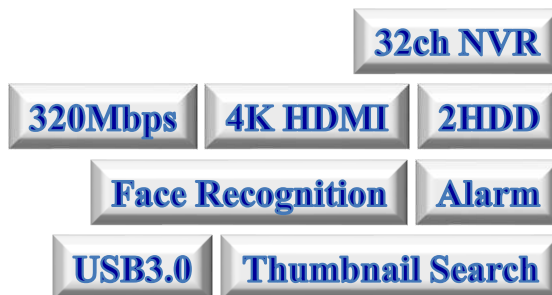 32ch NVR
320Mbps 4K HDMI 2HDD
Face Recognition Alarm
USB3.0 Thumbnail Search